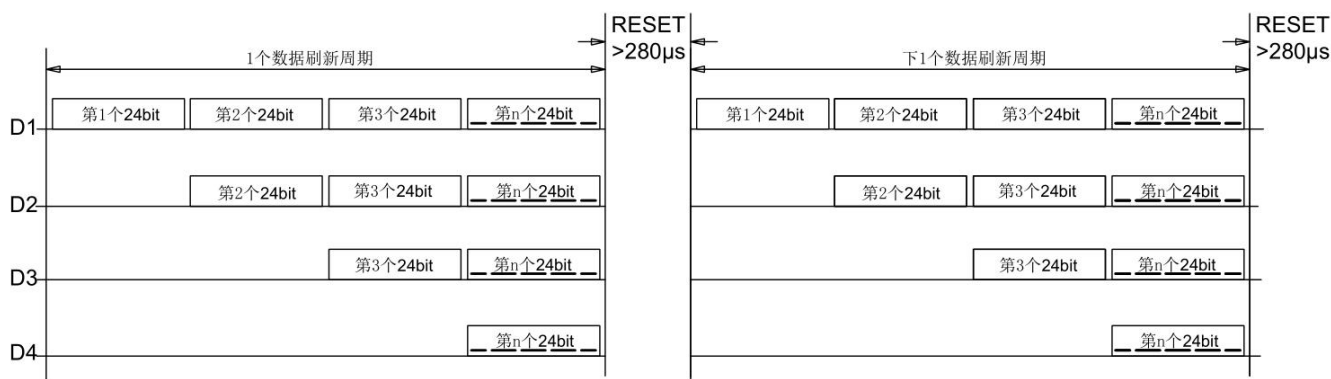 RESET
>280μs
RESET
>280μs
1个数据刷新周期
下1个数据刷新周期
D1 第1个24bit 第2个24bit 第3个24bit 第n个24bit 第1个24bit 第2个24bit 第3个24bit 第n个24bit
D2 第2个24bit 第3个24bit 第n个24bit 第2个24bit 第3个24bit 第n个24bit
D3 第3个24bit 第n个24bit 第3个24bit 第n个24bit
D4 第n个24bit 第n个24bit